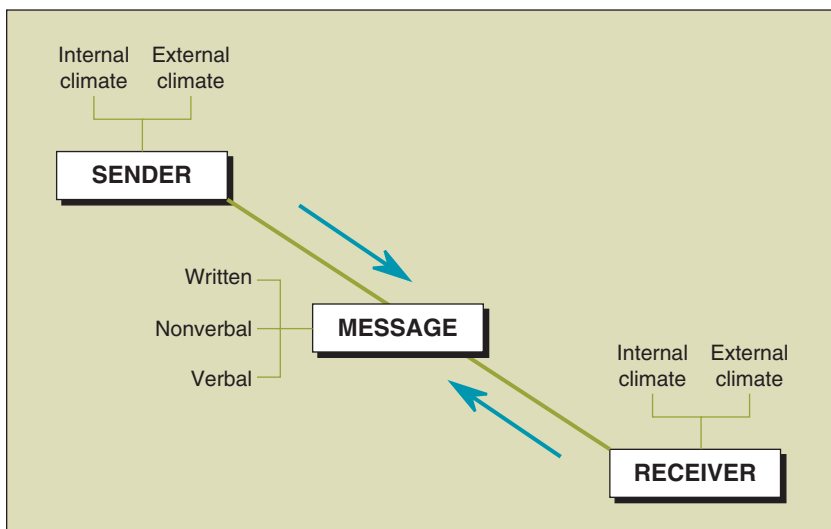 Internal
climate
External
climate
SENDER
Written
Nonverbal
Verbal
MESSAGE
Internal
climate
External
climate
RECEIVER